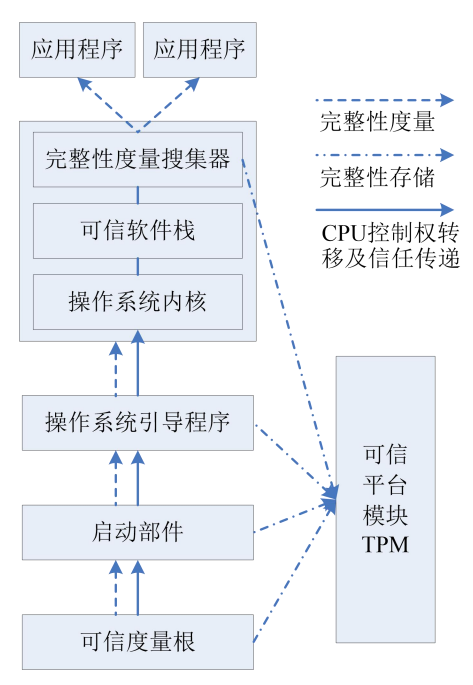 应用程序
应用程序
完整性度量
完整性度量搜集器
完整性存储
可信软件栈
CPU控制权转
移及信任传递
操作系统内核
操作系统引导程序
可信
平台
模块
TPM
启动部件
可信度量根